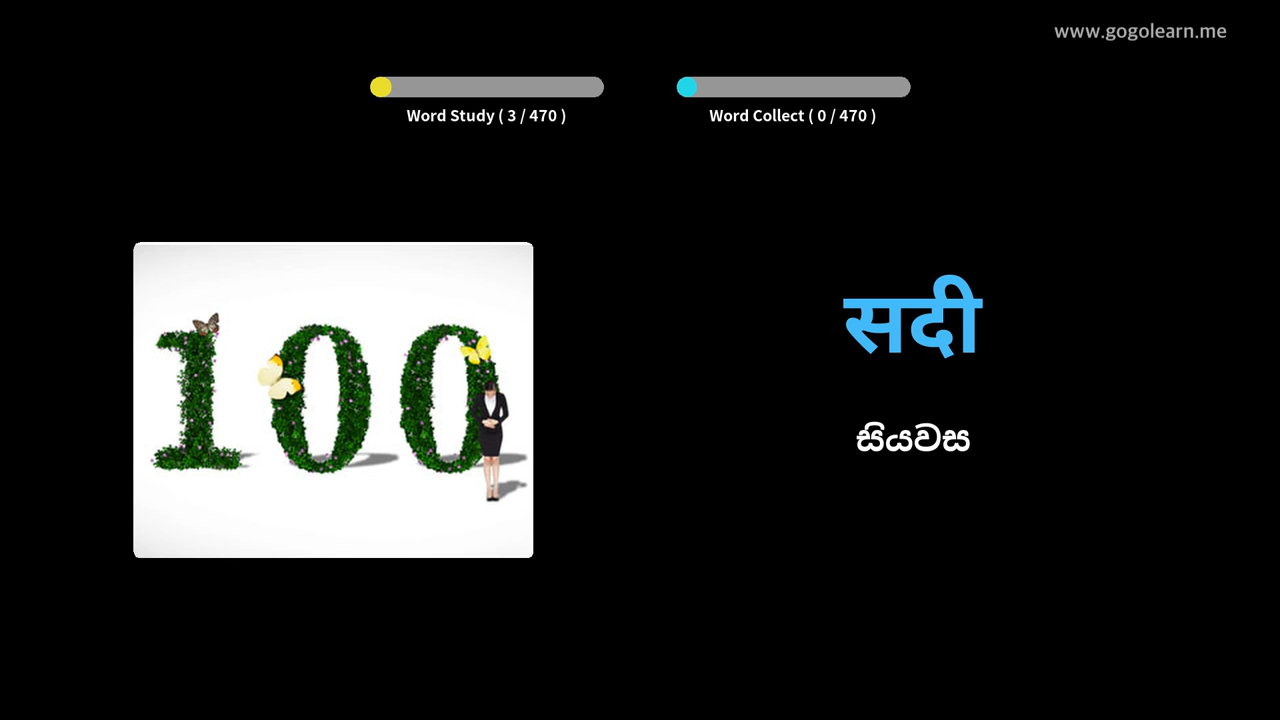 www.gogolearn.me
Word Study ( 3 / 470 )
Word Collect ( 0 / 470 )
100
सदी
සියවස